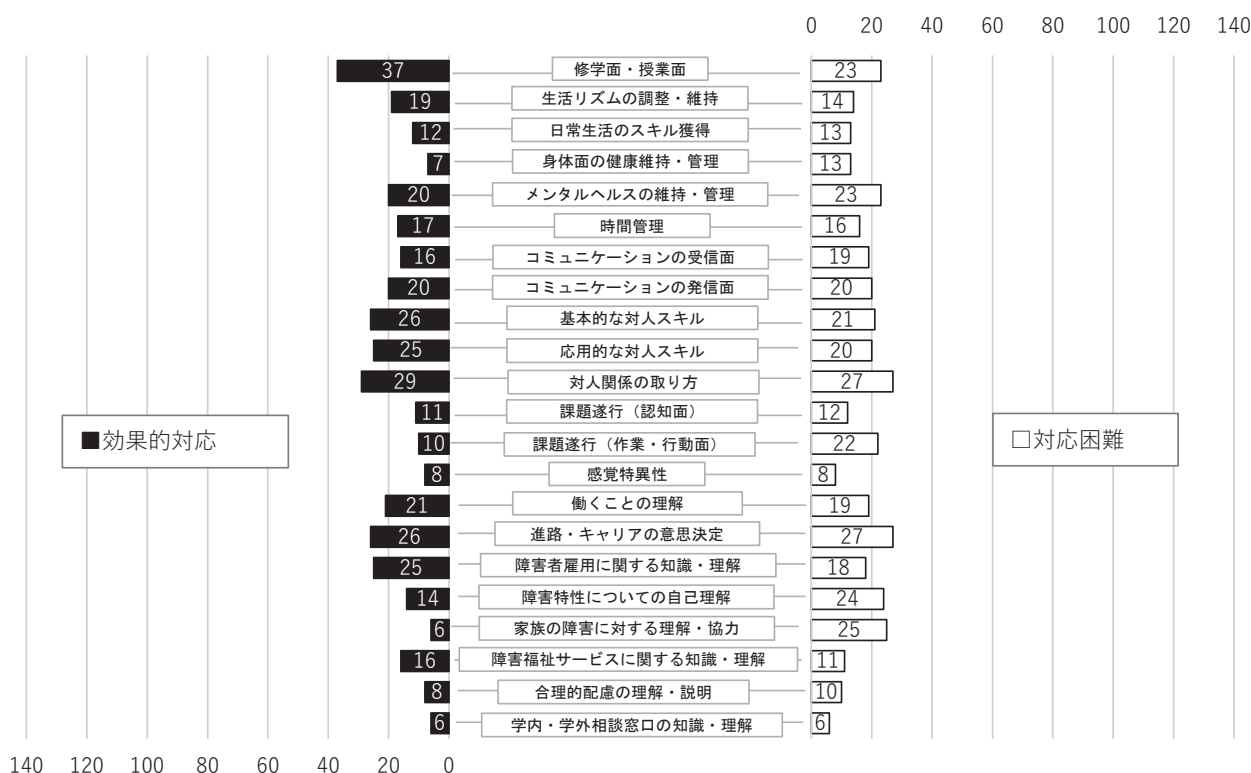 0 20 40 60 80 100 120 140
37 修学面・授業面 23
19 生活リズムの調整・維持 14
12 日常生活のスキル獲得 13
7 身体面の健康維持・管理 13
20 メンタルヘルスの維持・管理 23
17 時間管理 16
16 コミュニケーションの受信面 19
20 コミュニケーションの発信面 20
26 基本的な対人スキル 21
25 応用的な対人スキル 20
29 対人関係の取り方 27
11 課題遂行（認知面） 12
■効果的対応
□対応困難
10 課題遂行（作業・行動面） 22
8 感覚特異性 8
21 働くことの理解 19
26 進路・キャリアの意思決定 27
25 障害者雇用に関する知識・理解 18
14 障害特性についての自己理解 24
6 家族の障害に対する理解・協力 25
16 障害福祉サービスに関する知識・理解 11
8 合理的配慮の理解・説明 10
6 学内・学外相談窓口の知識・理解 6
140 120 100 80 60 40 20 0